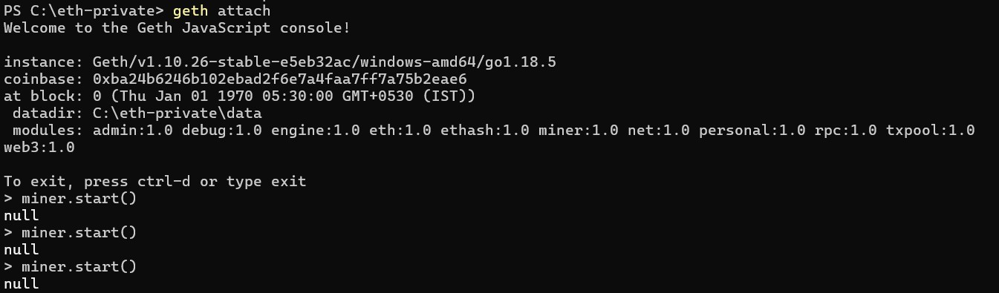 PS C:\eth-private> geth attach
Welcome to the Geth JavaScript console!
instance: Geth/v1.10.26-stable-e5eb32ac/windows-amd64/go1.18.5
coinbase: 0xba24b6246b102ebad2f6e7a4faa7ff7a75b2eae6
at block: 0 (Thu Jan 01 1970 05:30:00 GMT+0530 (IST))
datadir: C:\eth-private\data
modules: admin:1.0 debug:1.0 engine:1.0 eth:1.0 ethash:1.0 miner:1.0 net:1.0 personal:1.0 rpc:1.0 txpool:1.0
web3:1.0
To exit, press ctrl-d or type exit
> miner.start()
null
> miner.start()
null
> miner.start()
null